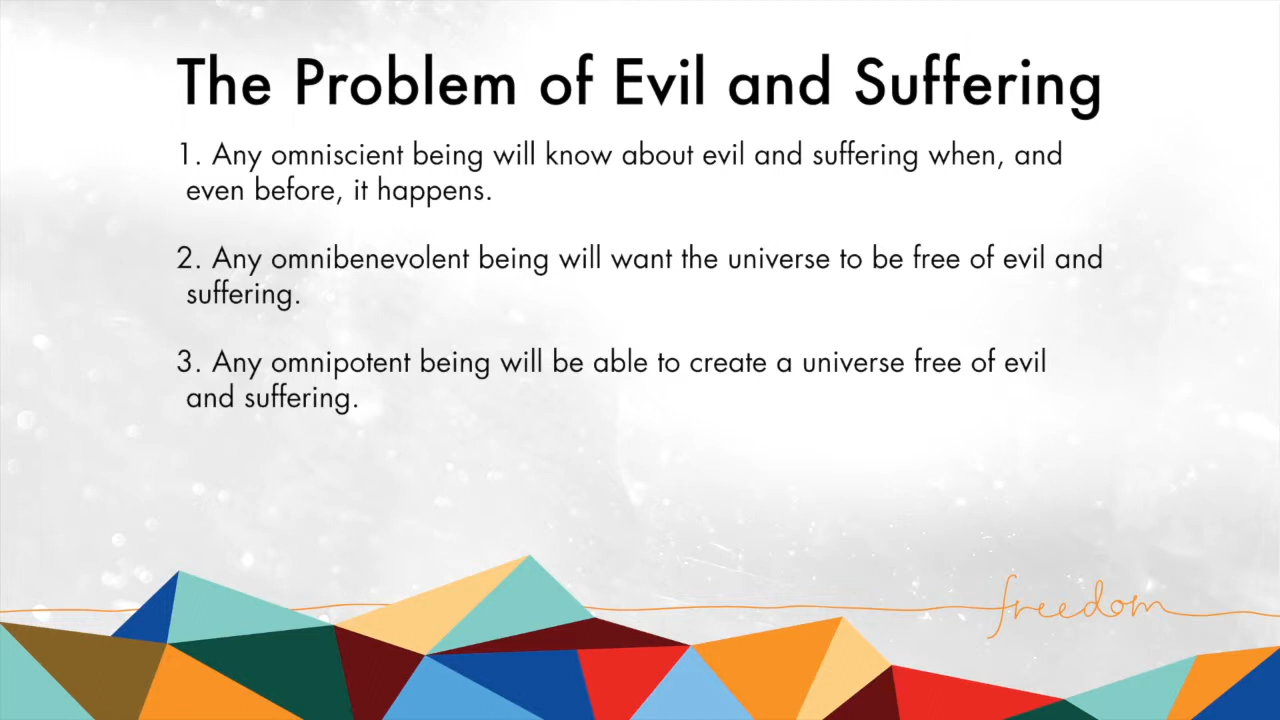 The Problem of Evil and Suffering
1. Any omniscient being will know about evil and suffering when, and
even before, it happens.
2. Any omnibenevolent being will want the universe to be free of evil and
suffering.
3. Any omnipotent being will be able to create a universe free of evil
and suffering.
freedom